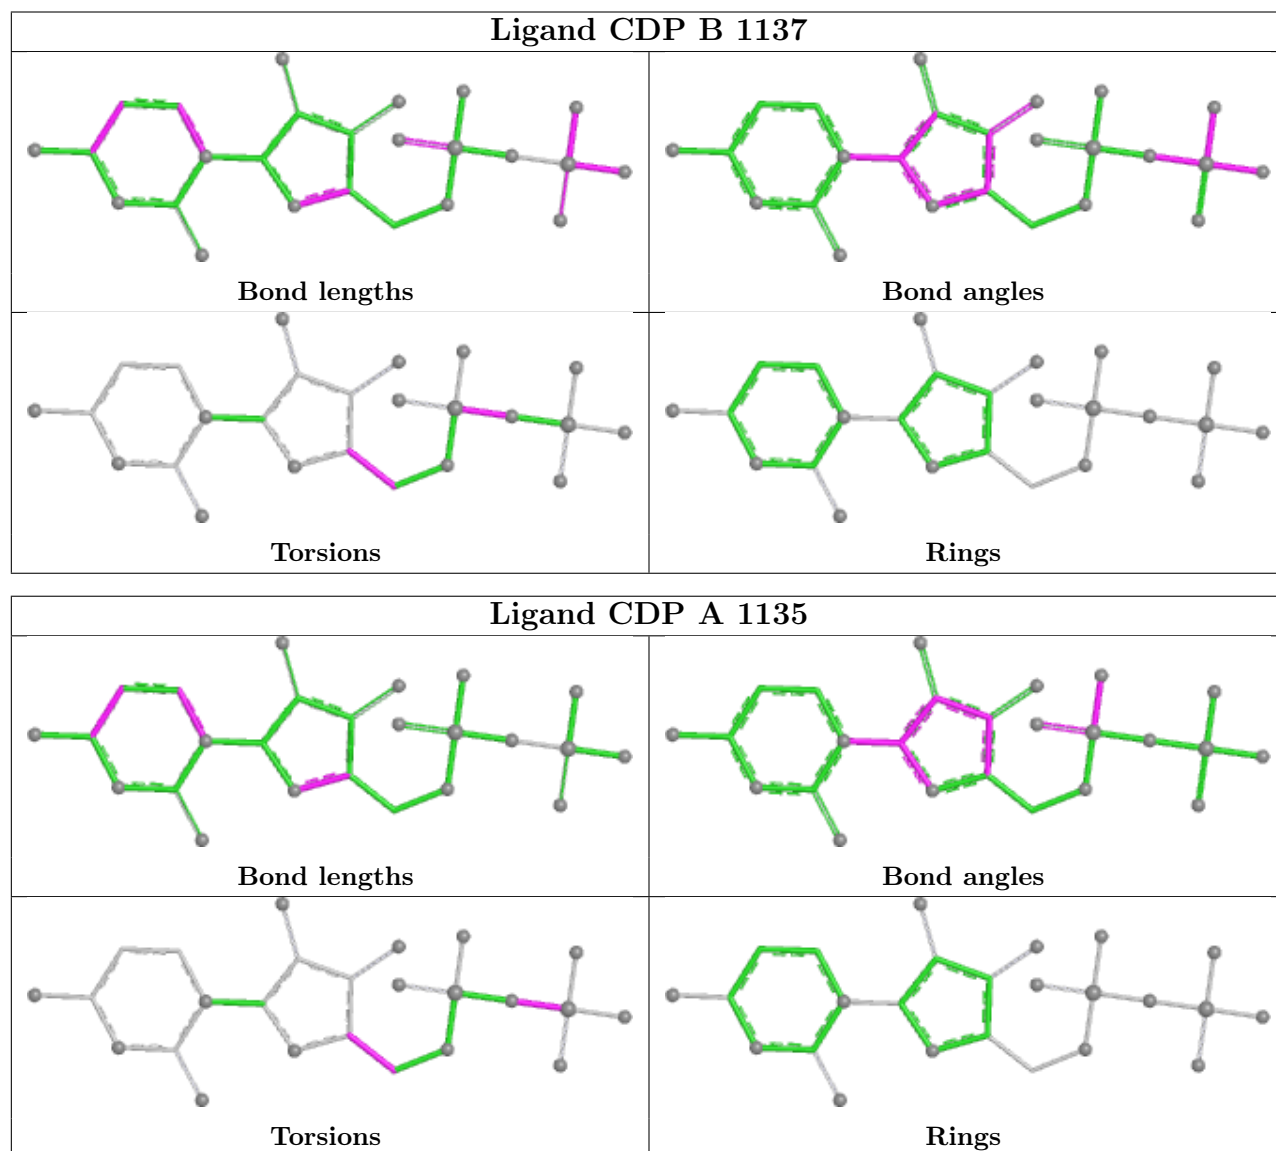 Ligand CDP B 1137
Bond lengths
Bond angles
Torsions
Rings
Ligand CDP A 1135
Bond lengths
Bond angles
Torsions
Rings